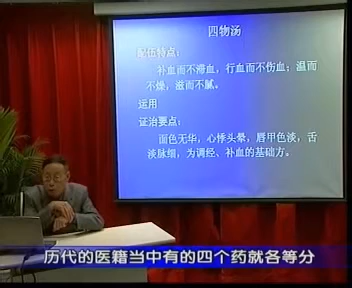 四物汤
配伍特点：
补血而不滞血，行血而不伤血；温而
不燥，滋而不腻。
运用
证治要点：
面色无华，心悸头晕，唇甲色淡，舌
淡脉细，为调经、补血的基础方。
历代的医籍当中有的四个药就各等分